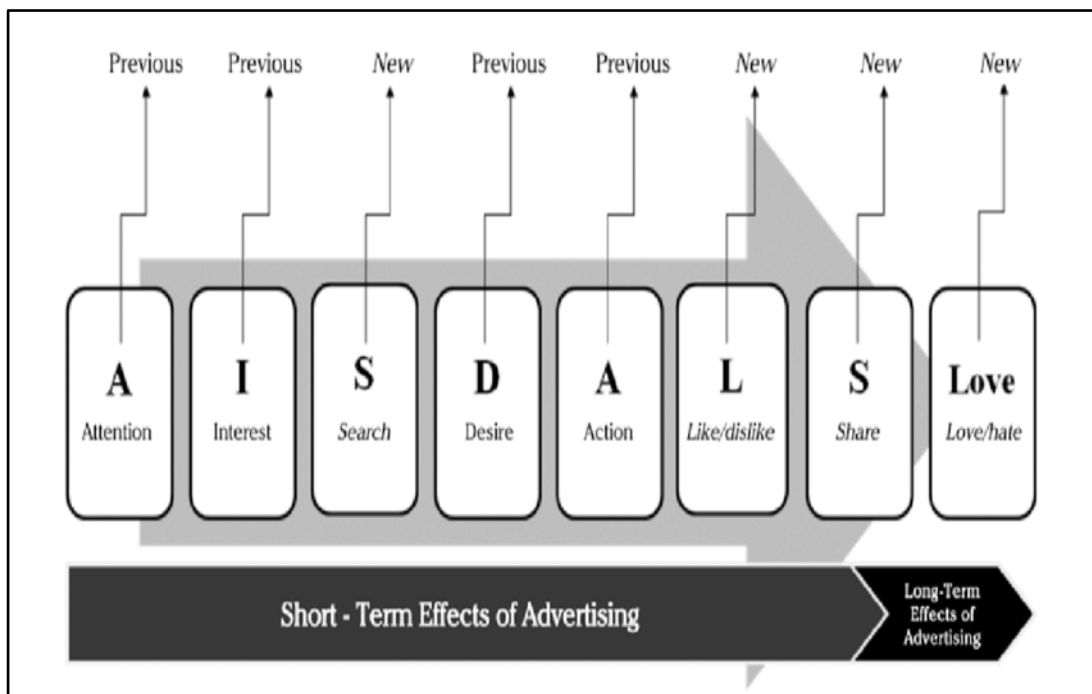 Previous Previous New Previous Previous New New New
A I S D A L S Love
Attention Interest Search Desire Action Like/dislike Share Love/hate
Short - Term Effects of Advertising
Long-Term
Effects of
Advertising